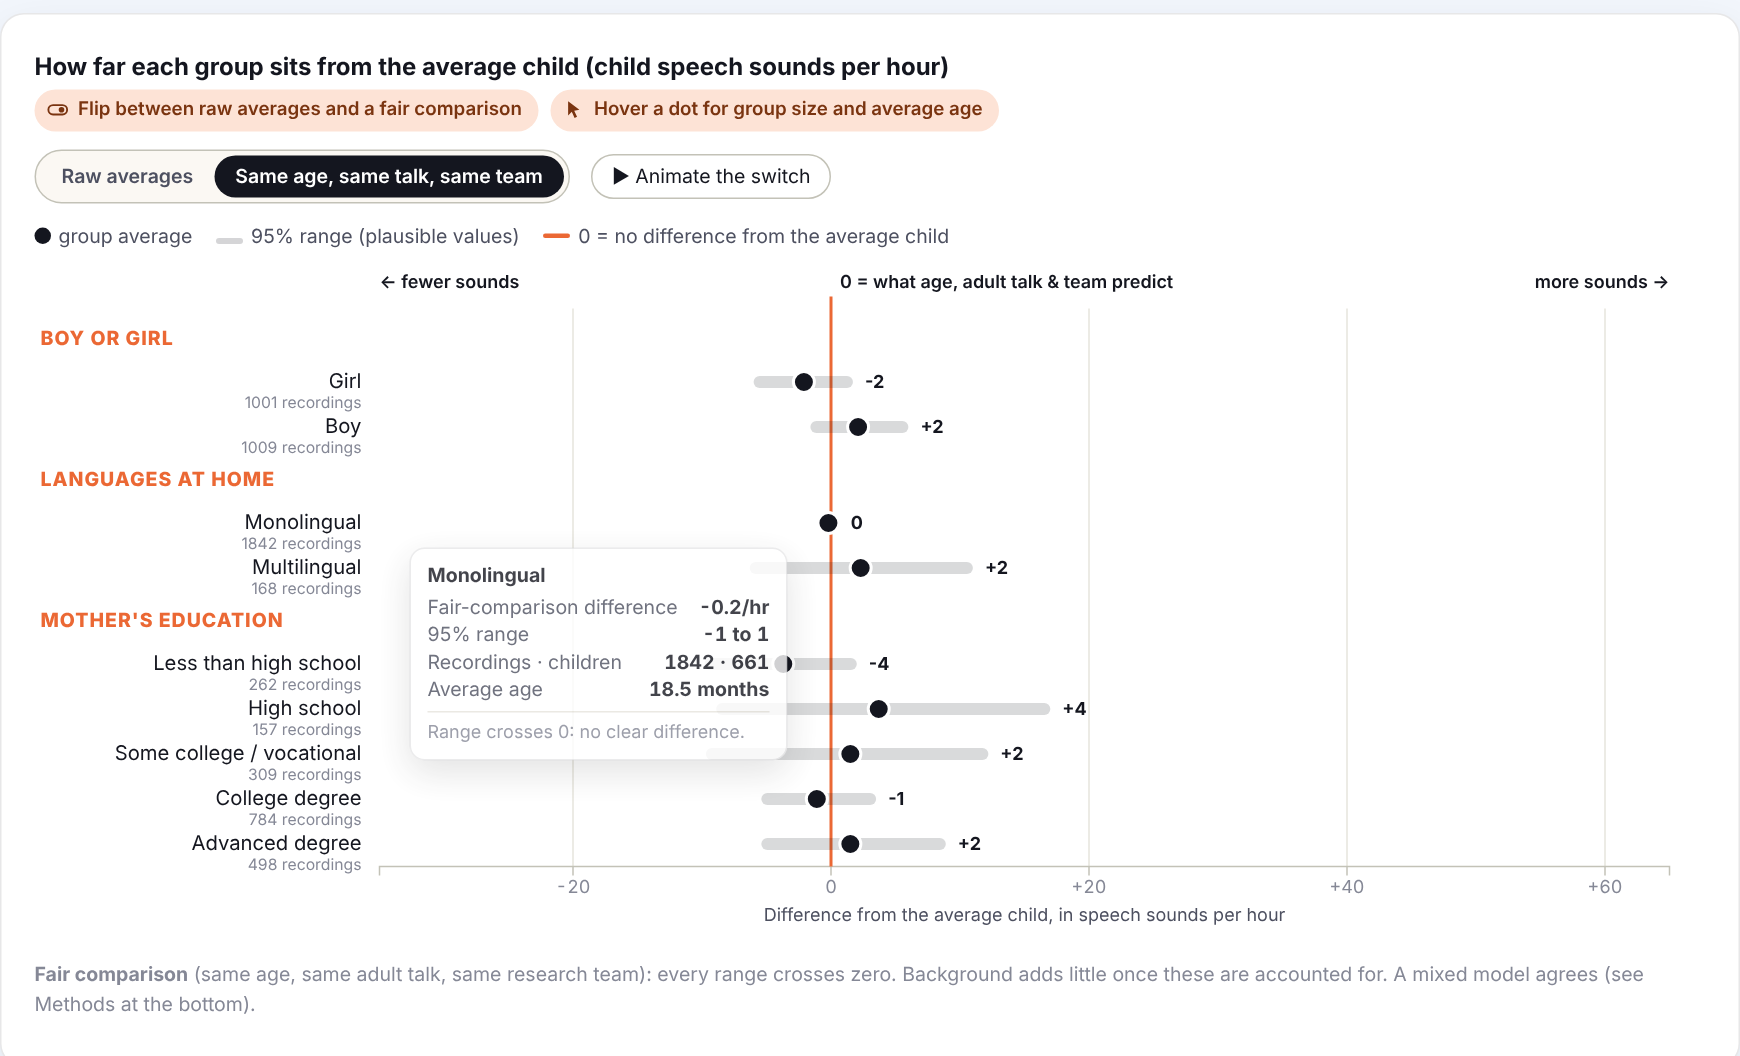 How far each group sits from the average child (child speech sounds per hour)
Flip between raw averages and a fair comparison
Hover a dot for group size and average age
Raw averages
Same age, same talk, same team
▶ Animate the switch
group average
95% range (plausible values)
0 = no difference from the average child
← fewer sounds
0 = what age, adult talk & team predict
more sounds →
BOY OR GIRL
Girl
-2
1001 recordings
Boy
+2
1009 recordings
LANGUAGES AT HOME
Monolingual
0
1842 recordings
Multilingual
+2
168 recordings
Monolingual
Fair-comparison difference -0.2/hr
95% range -1 to 1
Recordings · children 1842 · 661
Average age 18.5 months
Range crosses 0: no clear difference.
MOTHER'S EDUCATION
Less than high school
-4
262 recordings
High school
+4
157 recordings
Some college / vocational
+2
309 recordings
College degree
-1
784 recordings
Advanced degree
+2
498 recordings
-20 0 +20 +40 +60
Difference from the average child, in speech sounds per hour
Fair comparison (same age, same adult talk, same research team): every range crosses zero. Background adds little once these are accounted for. A mixed model agrees (see
Methods at the bottom).